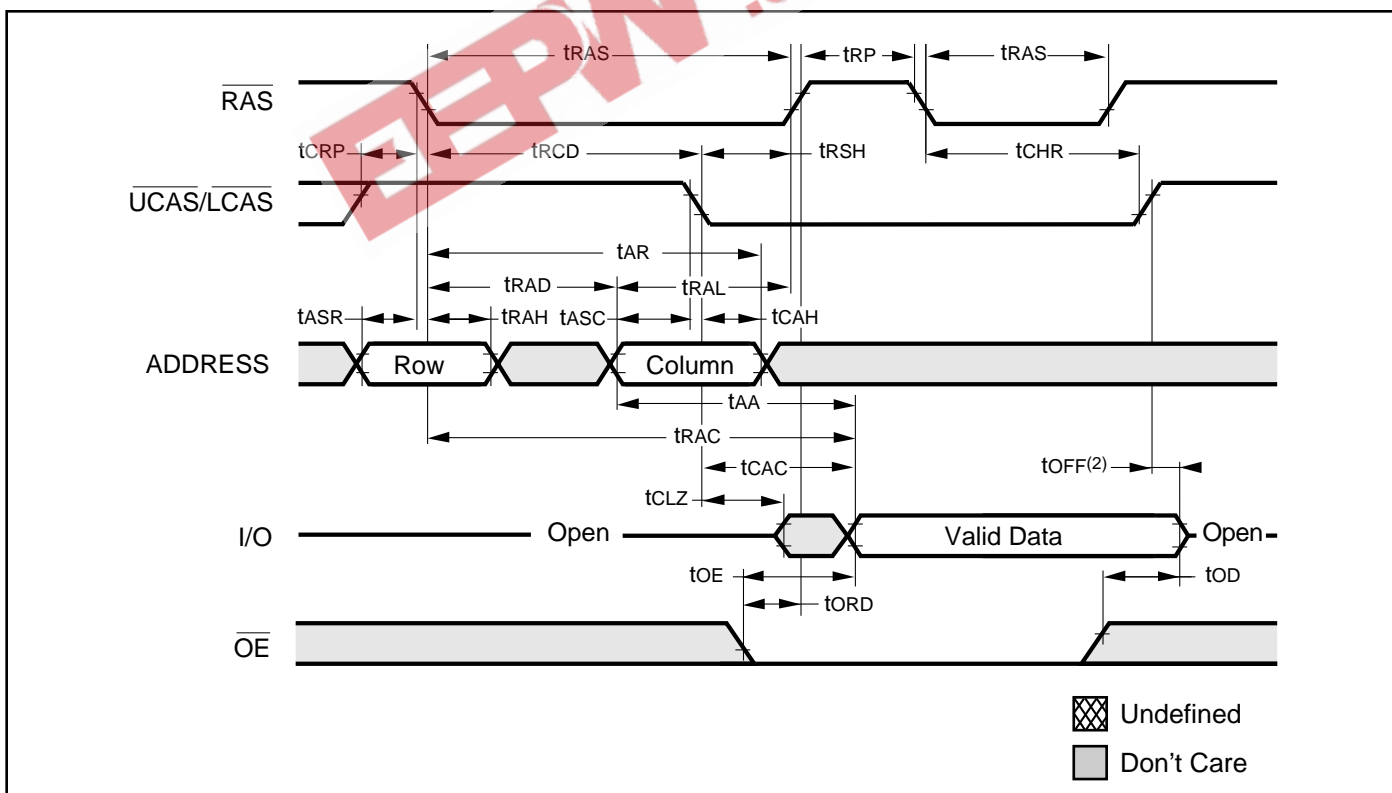 EEPW
tRAS tRP tRAS
RAS
tCRP tRCD tRSH tCHR
UCAS/LCAS
tAR
tRAD tRAL
tASR tRAH tASC tCAH
ADDRESS Row Column
tAA
tRAC
tCAC tOFF(2)
tCLZ
I/O Open Valid Data Open
tOE tOD
tORD
OE
Undefined
Don't Care